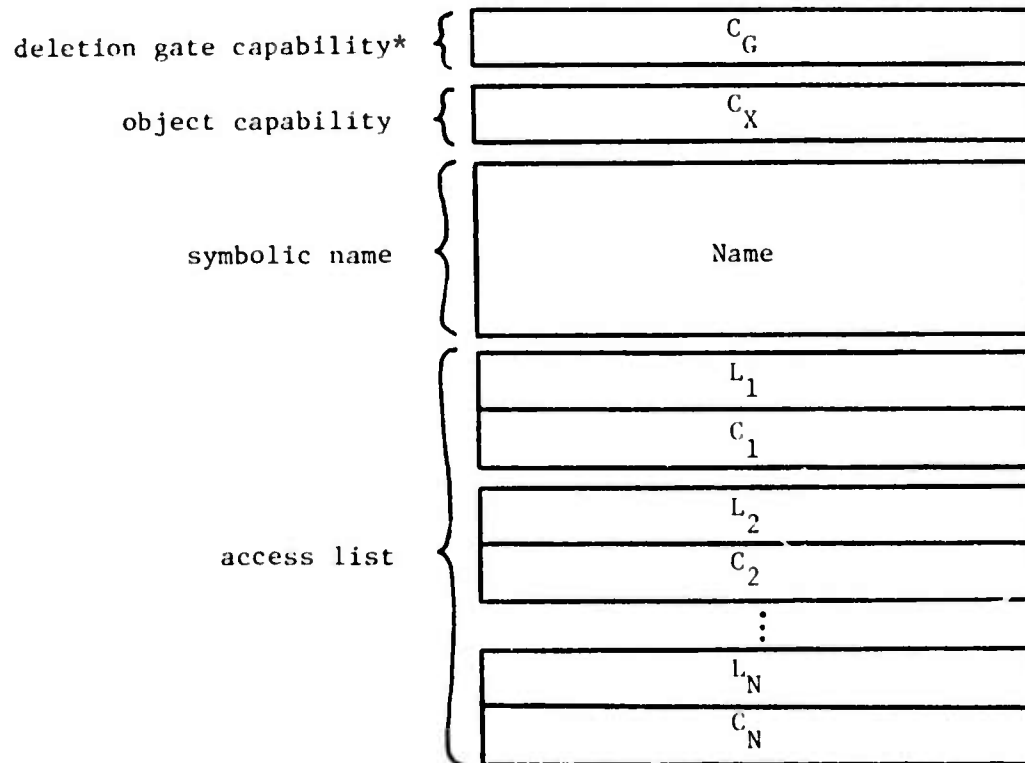 deletion gate capability* C_G
object capability C_X
symbolic name Name
access list
L_1
C_1
L_2
C_2
⋮
L_N
C_N